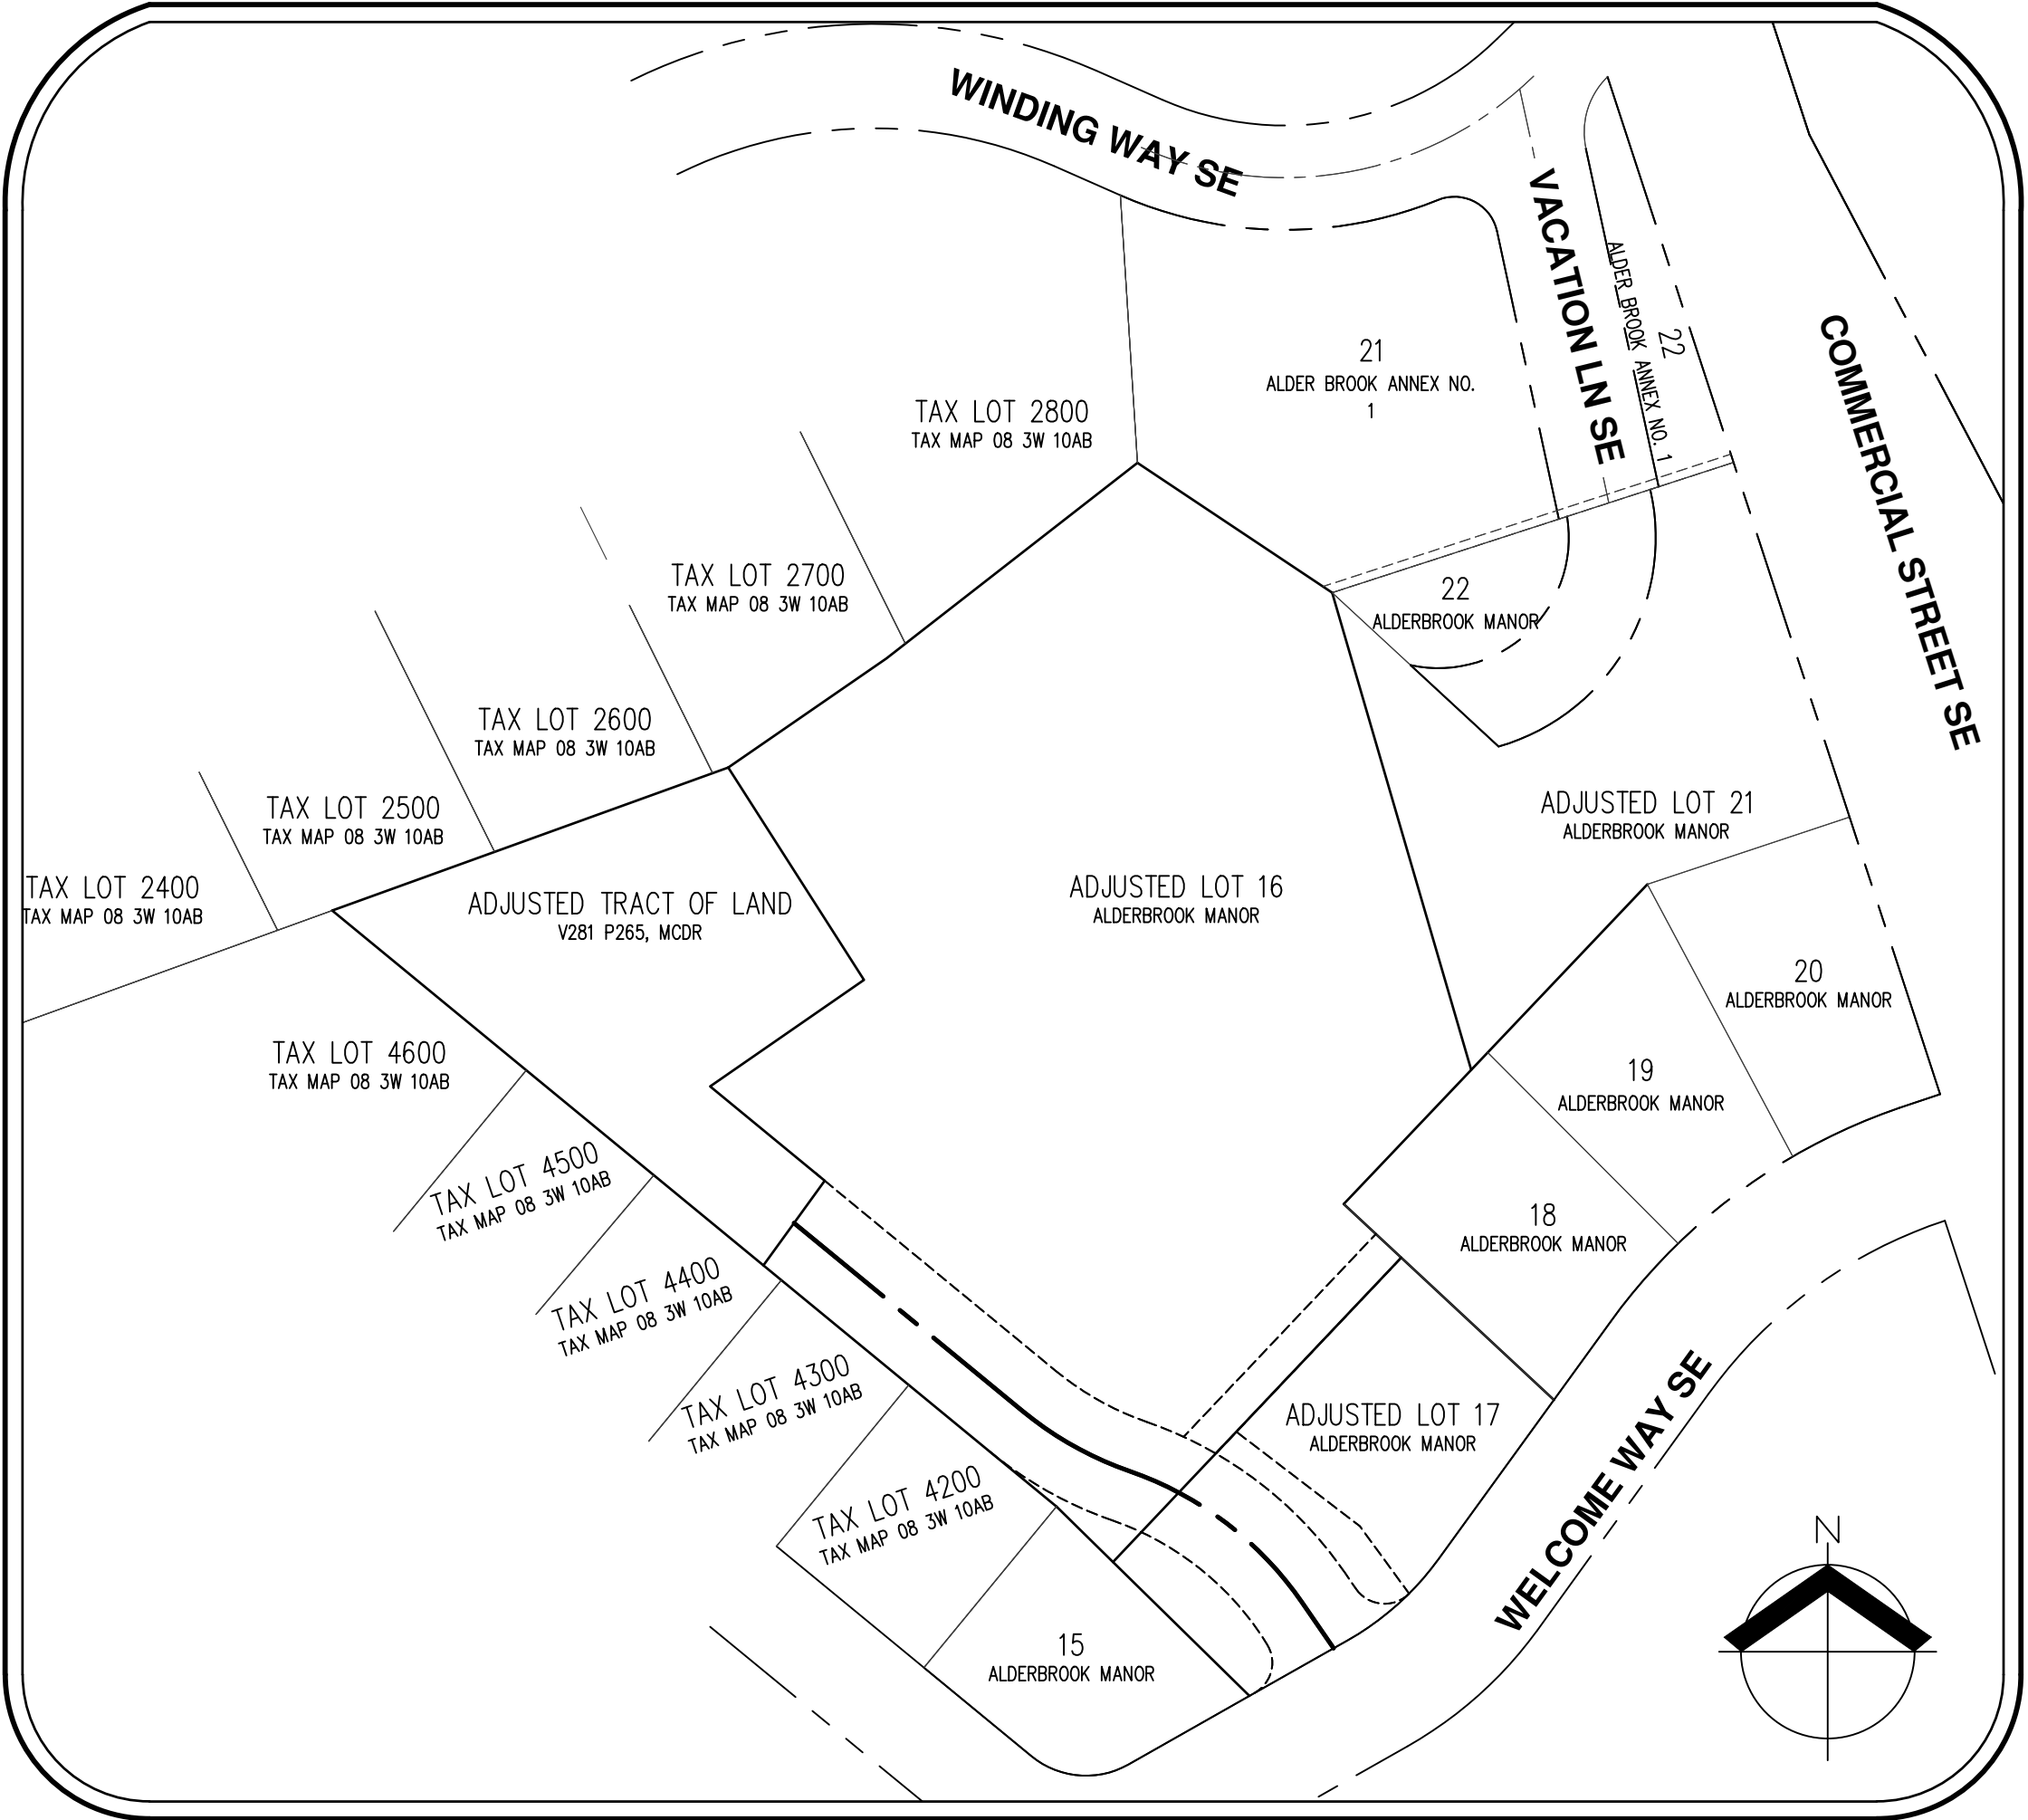 WINDING WAY SE
VACATION LN SE
22
ALDER BROOK ANNEX NO. 1
COMMERCIAL STREET SE
21
ALDER BROOK ANNEX NO.
1
TAX LOT 2800
TAX MAP 08 3W 10AB
TAX LOT 2700
TAX MAP 08 3W 10AB
22
ALDERBROOK MANOR
TAX LOT 2600
TAX MAP 08 3W 10AB
TAX LOT 2500
TAX MAP 08 3W 10AB
ADJUSTED LOT 21
ALDERBROOK MANOR
TAX LOT 2400
TAX MAP 08 3W 10AB
ADJUSTED TRACT OF LAND
V281 P265, MCDR
ADJUSTED LOT 16
ALDERBROOK MANOR
20
ALDERBROOK MANOR
TAX LOT 4600
TAX MAP 08 3W 10AB
19
ALDERBROOK MANOR
TAX LOT 4500
TAX MAP 08 3W 10AB
18
ALDERBROOK MANOR
TAX LOT 4400
TAX MAP 08 3W 10AB
TAX LOT 4300
TAX MAP 08 3W 10AB
ADJUSTED LOT 17
ALDERBROOK MANOR
WELCOME WAY SE
TAX LOT 4200
TAX MAP 08 3W 10AB
N
15
ALDERBROOK MANOR